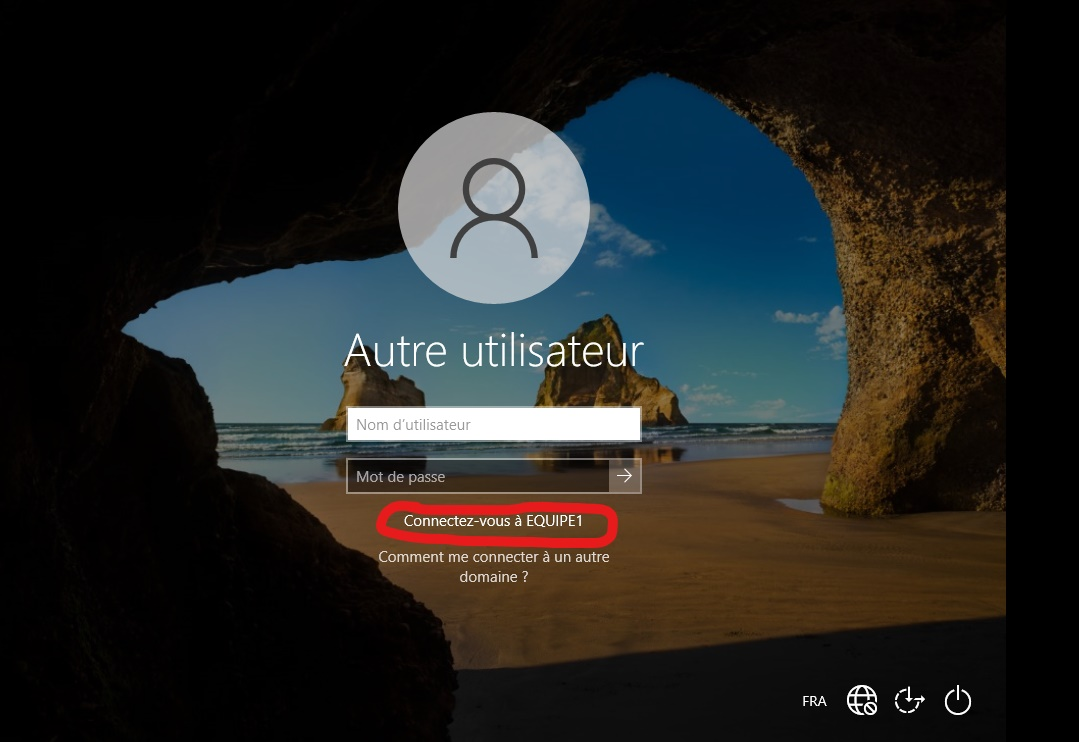 Autre utilisateur
Nom d'utilisateur
Mot de passe
Connectez-vous à EQUIPE1
Comment me connecter à un autre
domaine ?
FRA